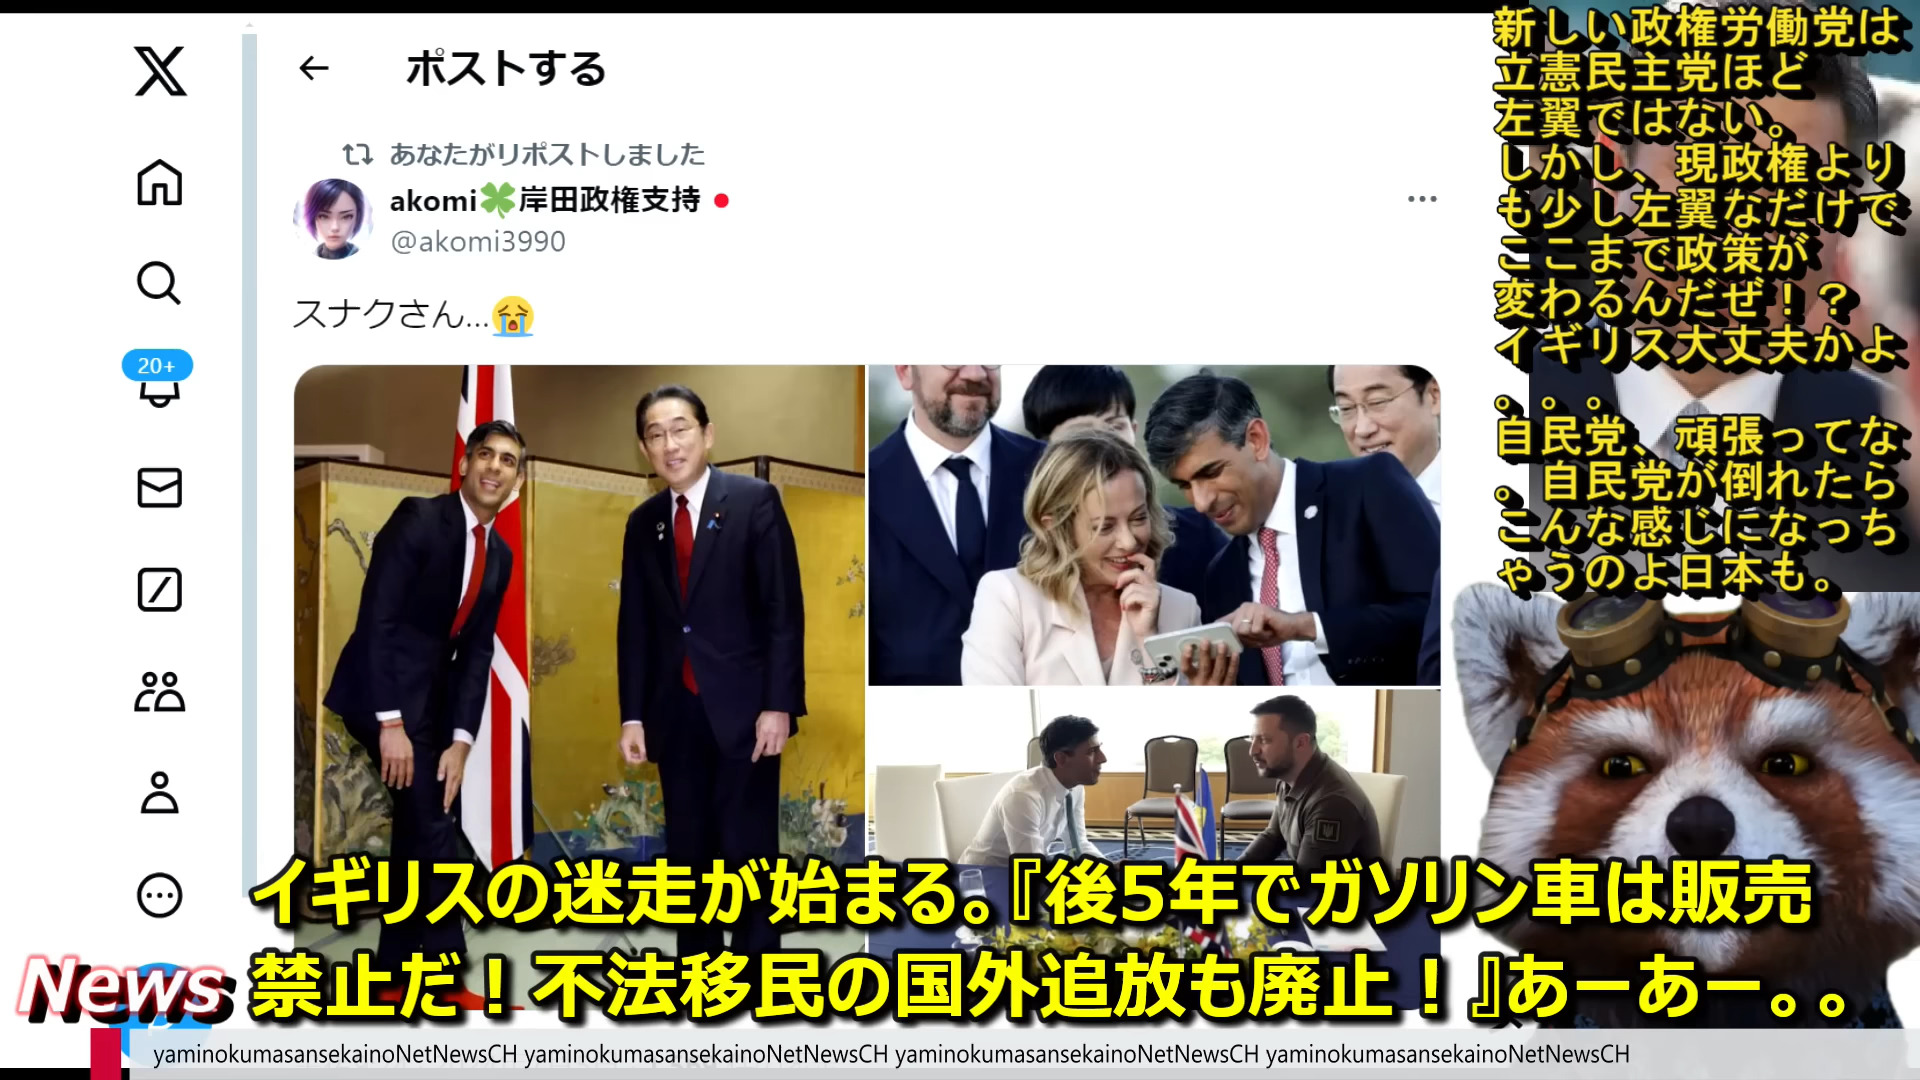 ポストする
あなたがリポストしました
akomi🍀岸田政権支持
@akomi3990
スナクさん...😭
20+
新しい政権労働党は
立憲民主党ほど
左翼ではない。
しかし、現政権より
も少し左翼なだけで
ここまで政策が
変わるんだぜ！？
イギリス大丈夫かよ
。。。
自民党、頑張ってな
。自民党が倒れたら
こんな感じになっち
ゃうのよ日本も。
イギリスの迷走が始まる。『後5年でガソリン車は販売
禁止だ！不法移民の国外追放も廃止！』あーあー。。
News
yaminokumasansekainoNetNewsCH yaminokumasansekainoNetNewsCH yaminokumasansekainoNetNewsCH yaminokumasansekainoNetNewsCH